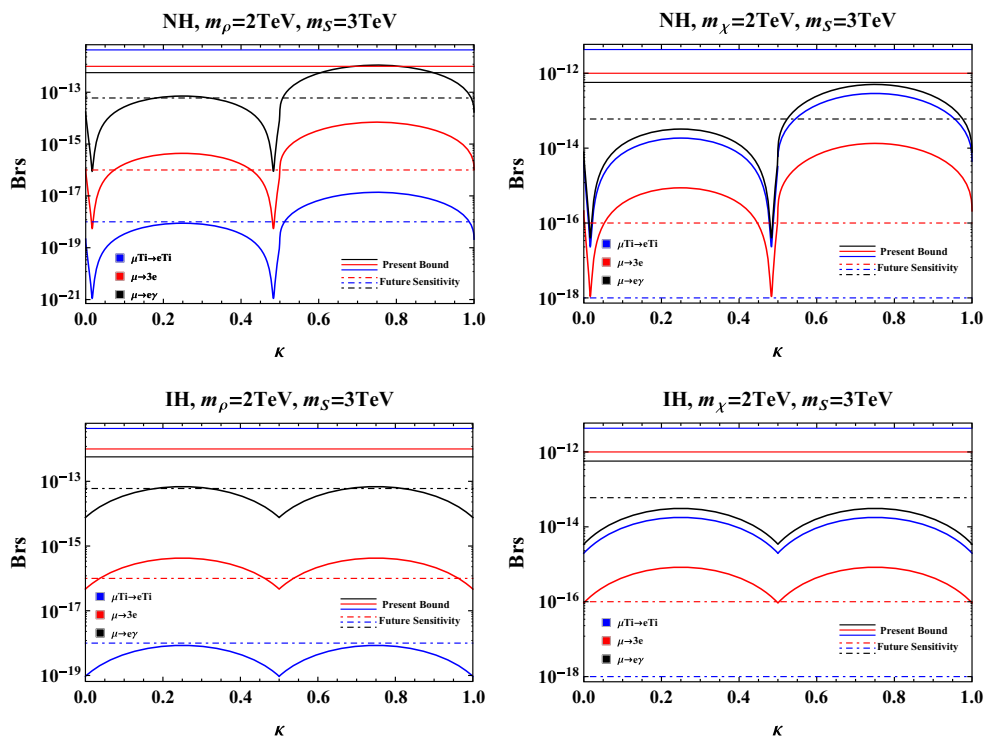 NH, mρ=2TeV, mS=3TeV
Brs
10⁻¹³
10⁻¹⁵
10⁻¹⁷
10⁻¹⁹
10⁻²¹
μTi→eTi
μ→3e
μ→eγ
Present Bound
Future Sensitivity
0.0 0.2 0.4 0.6 0.8 1.0
κ
NH, mχ=2TeV, mS=3TeV
Brs
10⁻¹²
10⁻¹⁴
10⁻¹⁶
10⁻¹⁸
μTi→eTi
μ→3e
μ→eγ
Present Bound
Future Sensitivity
0.0 0.2 0.4 0.6 0.8 1.0
κ
IH, mρ=2TeV, mS=3TeV
Brs
10⁻¹³
10⁻¹⁵
10⁻¹⁷
10⁻¹⁹
μTi→eTi
μ→3e
μ→eγ
Present Bound
Future Sensitivity
0.0 0.2 0.4 0.6 0.8 1.0
κ
IH, mχ=2TeV, mS=3TeV
Brs
10⁻¹²
10⁻¹⁴
10⁻¹⁶
10⁻¹⁸
μTi→eTi
μ→3e
μ→eγ
Present Bound
Future Sensitivity
0.0 0.2 0.4 0.6 0.8 1.0
κ